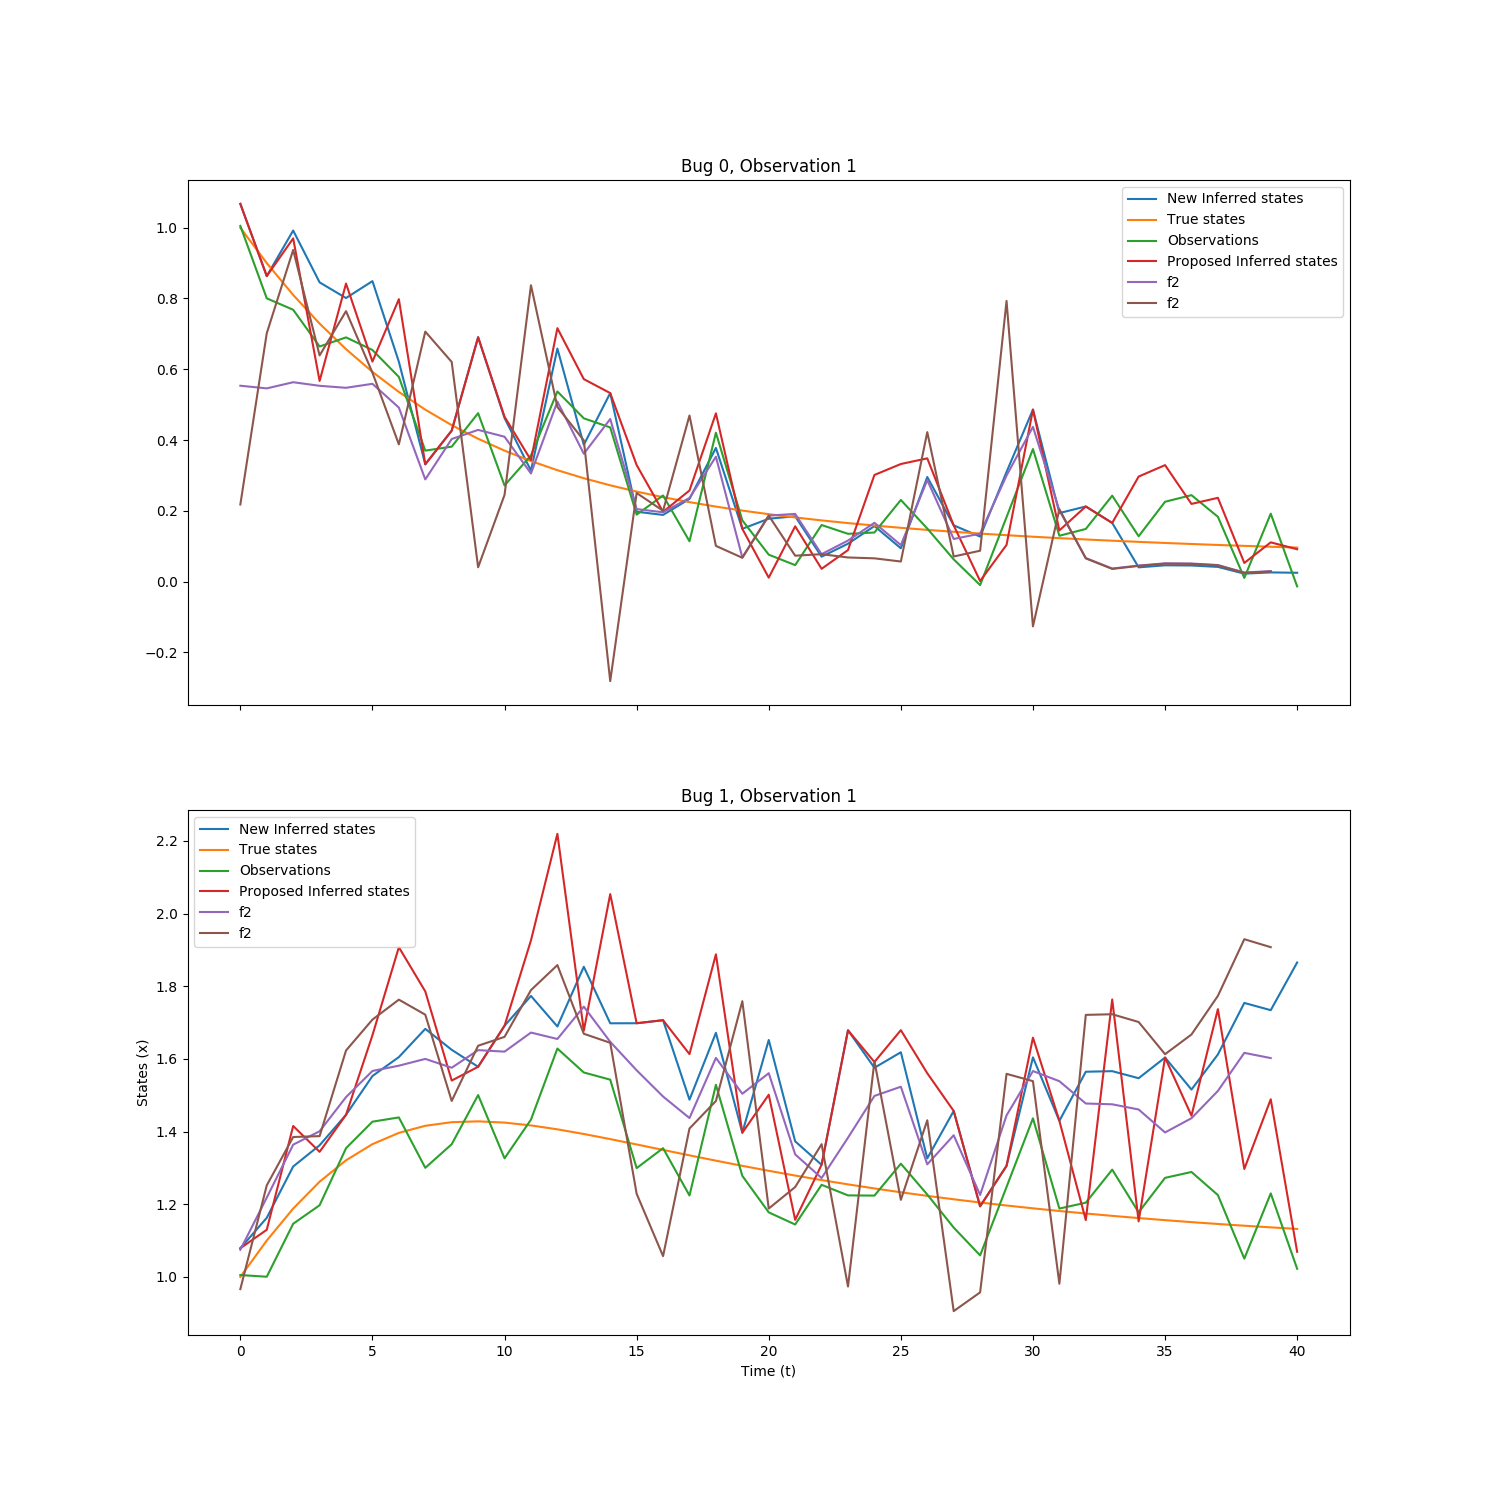 Bug 0, Observation 1
1.0
0.8
0.6
0.4
0.2
0.0
−0.2
New Inferred states
True states
Observations
Proposed Inferred states
f2
f2
Bug 1, Observation 1
States (x)
2.2
2.0
1.8
1.6
1.4
1.2
1.0
New Inferred states
True states
Observations
Proposed Inferred states
f2
f2
0 5 10 15 20 25 30 35 40
Time (t)